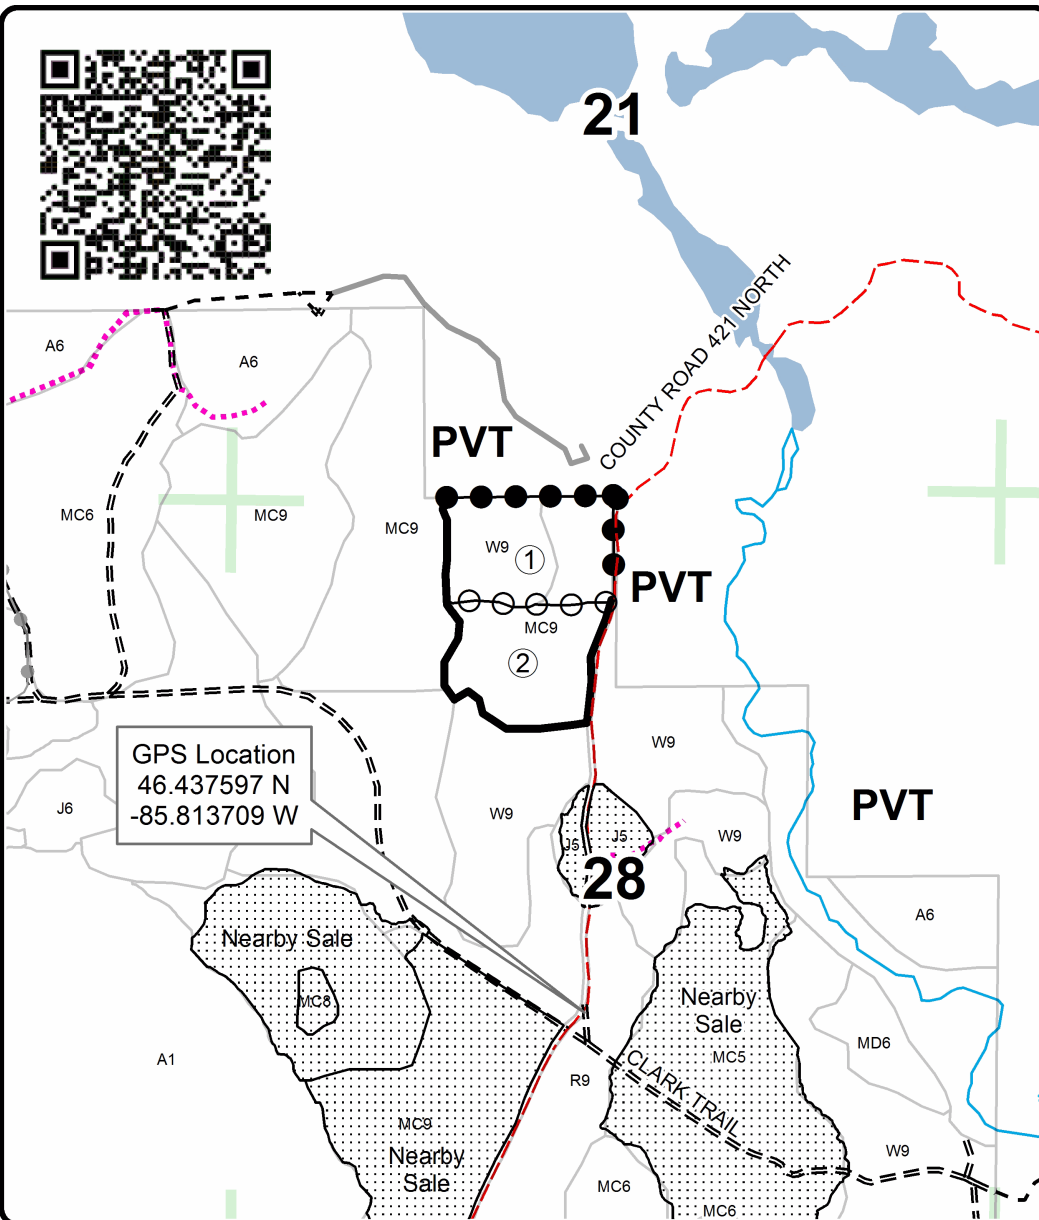 21
COUNTY ROAD 421 NORTH
A6
A6
PVT
MC6
MC9
MC9
W9
1
PVT
MC9
2
GPS Location
46.437597 N
-85.813709 W
W9
J6
W9
PVT
J5
J5
W9
28
A6
Nearby Sale
MC8
Nearby
Sale
MC5
MD6
A1
R9
CLARK TRAIL
MC9
Nearby
Sale
W9
MC6
MC6